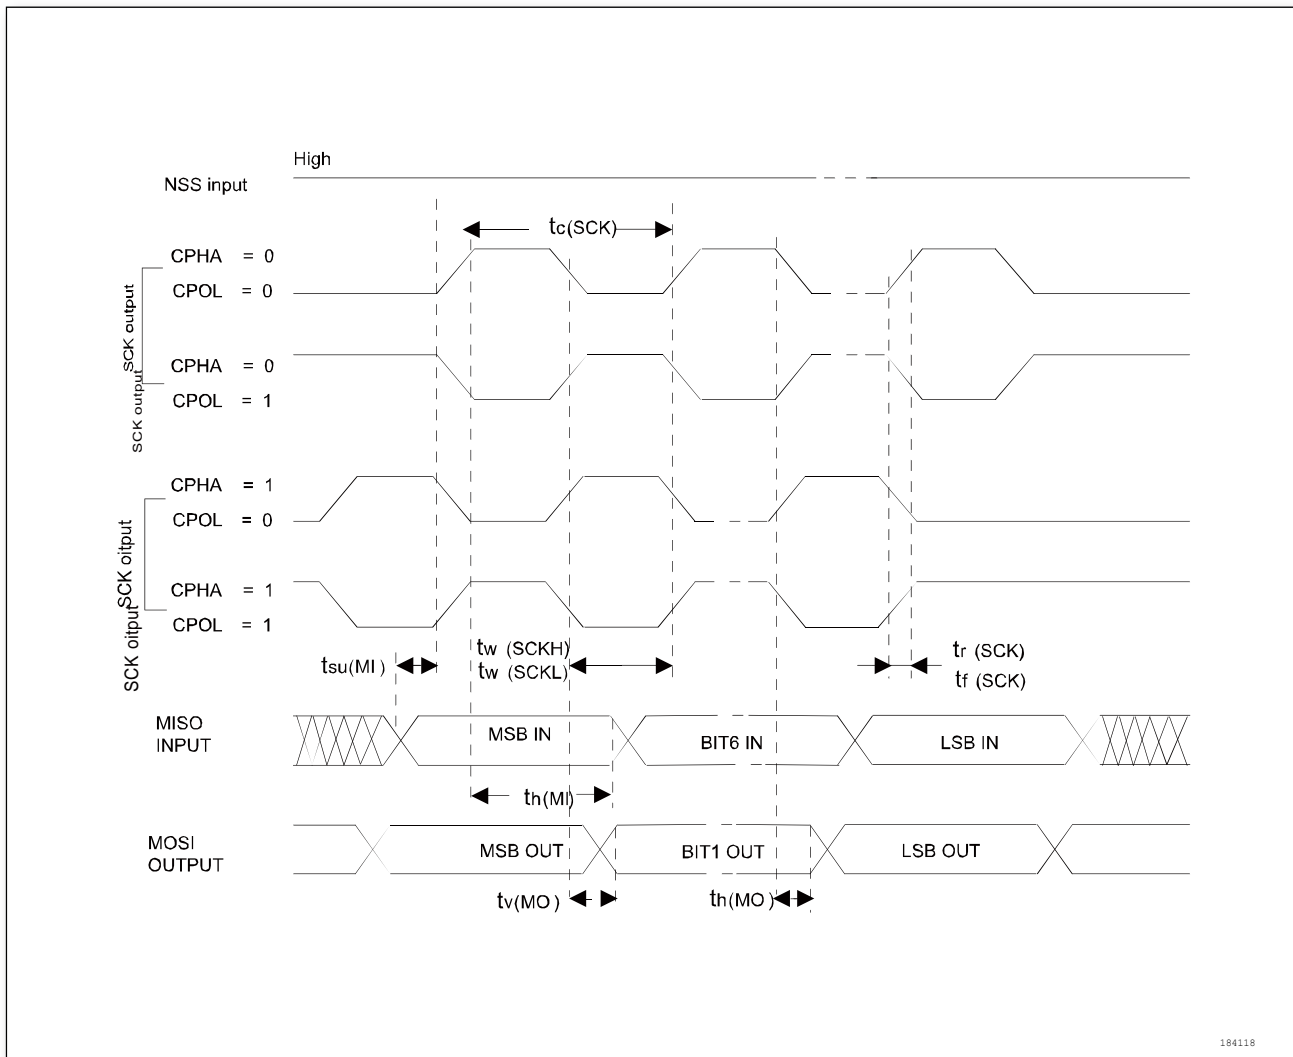 High
NSS input
tc(SCK)
CPHA = 0
CPOL = 0
SCK output
CPHA = 0
CPOL = 1
SCK output
CPHA = 1
CPOL = 0
SCK oitput
CPHA = 1
CPOL = 1
SCK oitput
tsu(MI)
tw (SCKH)
tw (SCKL)
tr (SCK)
tf (SCK)
MISO
INPUT
MSB IN
BIT6 IN
LSB IN
th(MI)
MOSI
OUTPUT
MSB OUT
BIT1 OUT
LSB OUT
tv(MO)
th(MO)
184118